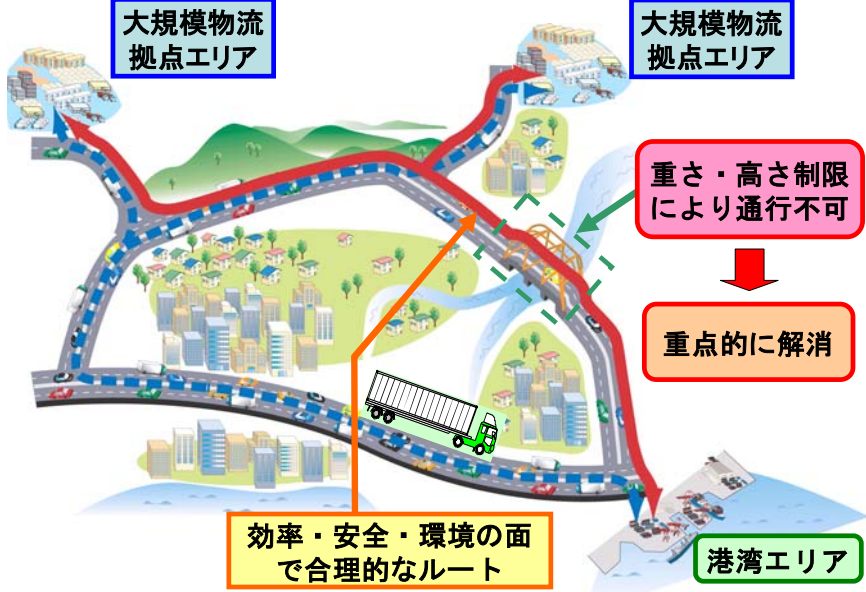 大規模物流
拠点エリア
大規模物流
拠点エリア
重さ・高さ制限
により通行不可
重点的に解消
効率・安全・環境の面
で合理的なルート
港湾エリア